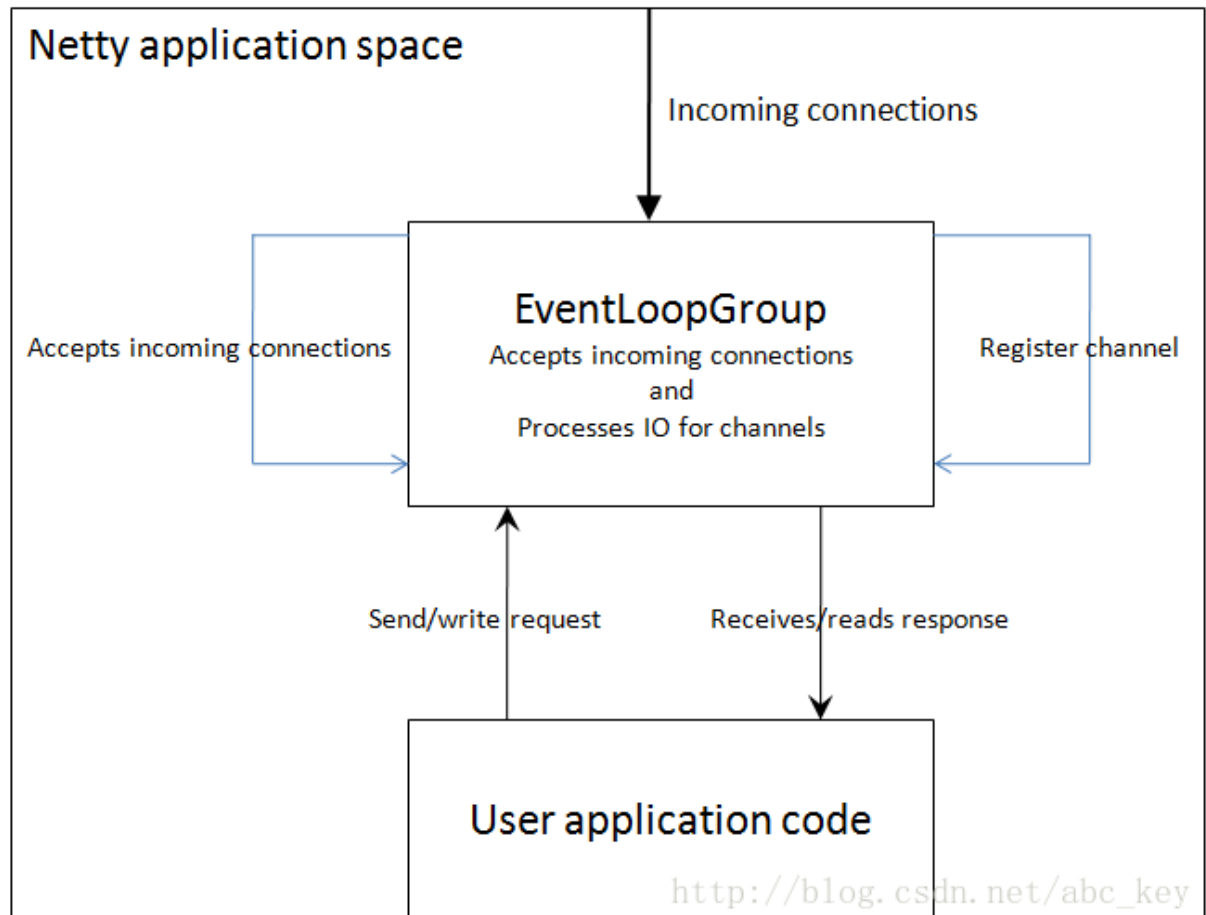 Netty application space
Incoming connections
EventLoopGroup
Accepts incoming connections
and
Processes IO for channels
Accepts incoming connections
Register channel
Send/write request
Receives/reads response
User application code
http://blog.csdn.net/abc_key